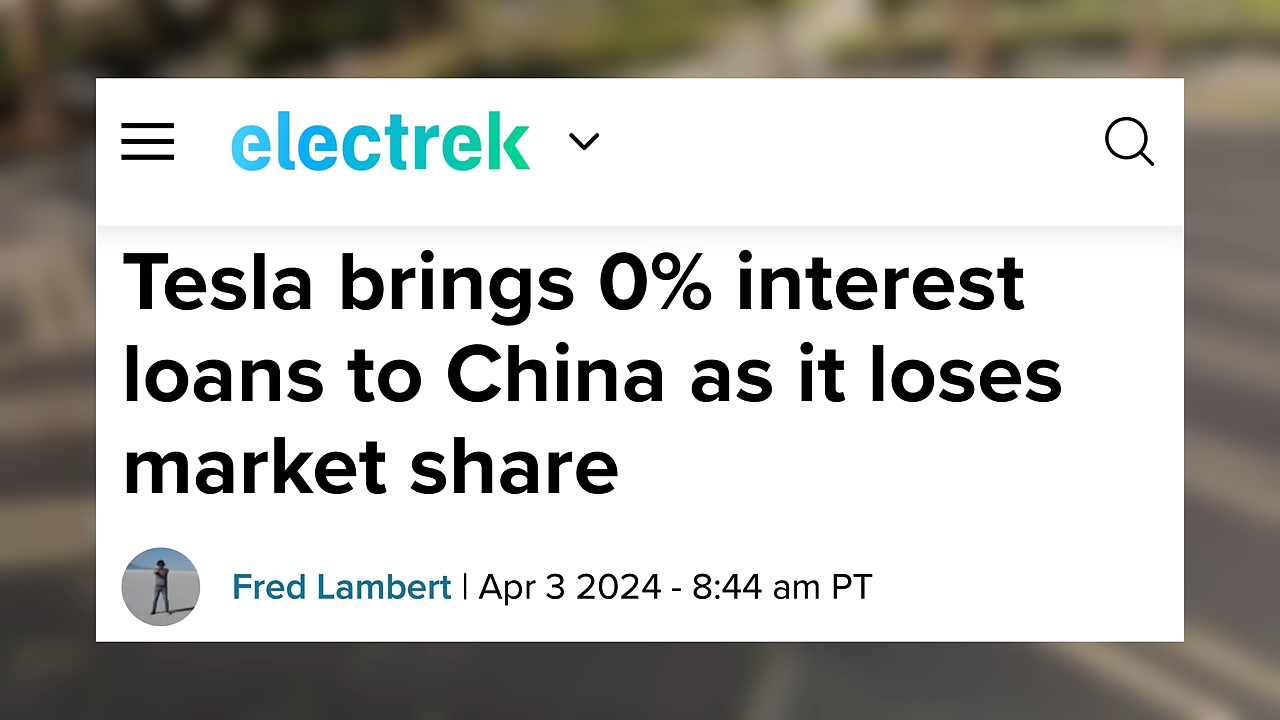 electrek
Tesla brings 0% interest
loans to China as it loses
market share
Fred Lambert | Apr 3 2024 - 8:44 am PT